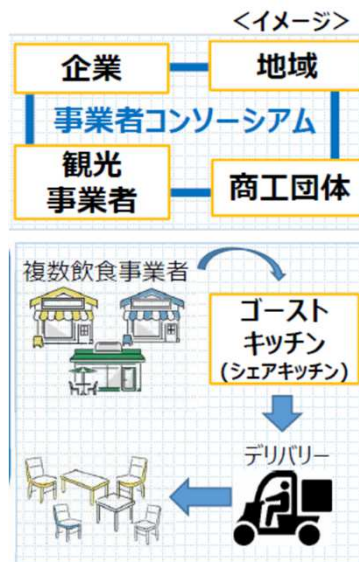 <イメージ>
企業
地域
事業者コンソーシアム
観光
事業者
商工団体
複数飲食事業者
ゴースト
キッチン
(シェアキッチン)
デリバリー